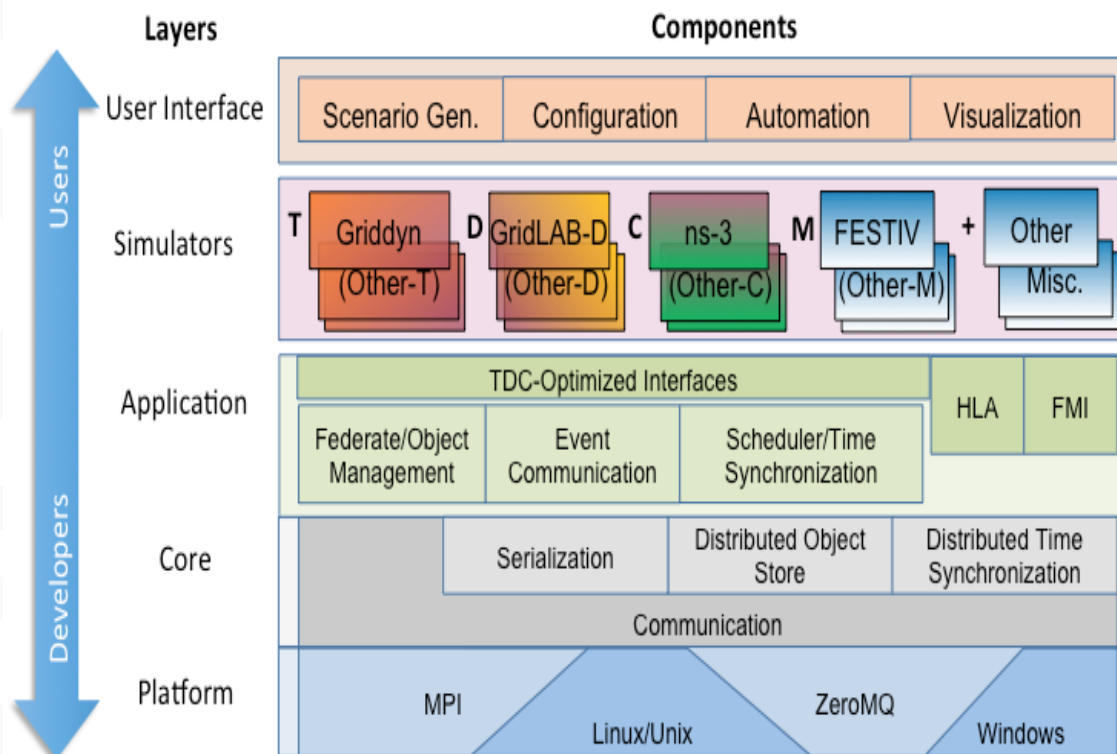 Layers
Components
Users
Developers
User Interface
Scenario Gen.
Configuration
Automation
Visualization
Simulators
T
Griddyn
(Other-T)
D
GridLAB-D
(Other-D)
C
ns-3
(Other-C)
M
FESTIV
(Other-M)
+
Other
Misc.
Application
TDC-Optimized Interfaces
HLA
FMI
Federate/Object
Management
Event
Communication
Scheduler/Time
Synchronization
Core
Serialization
Distributed Object
Store
Distributed Time
Synchronization
Communication
Platform
MPI
Linux/Unix
ZeroMQ
Windows